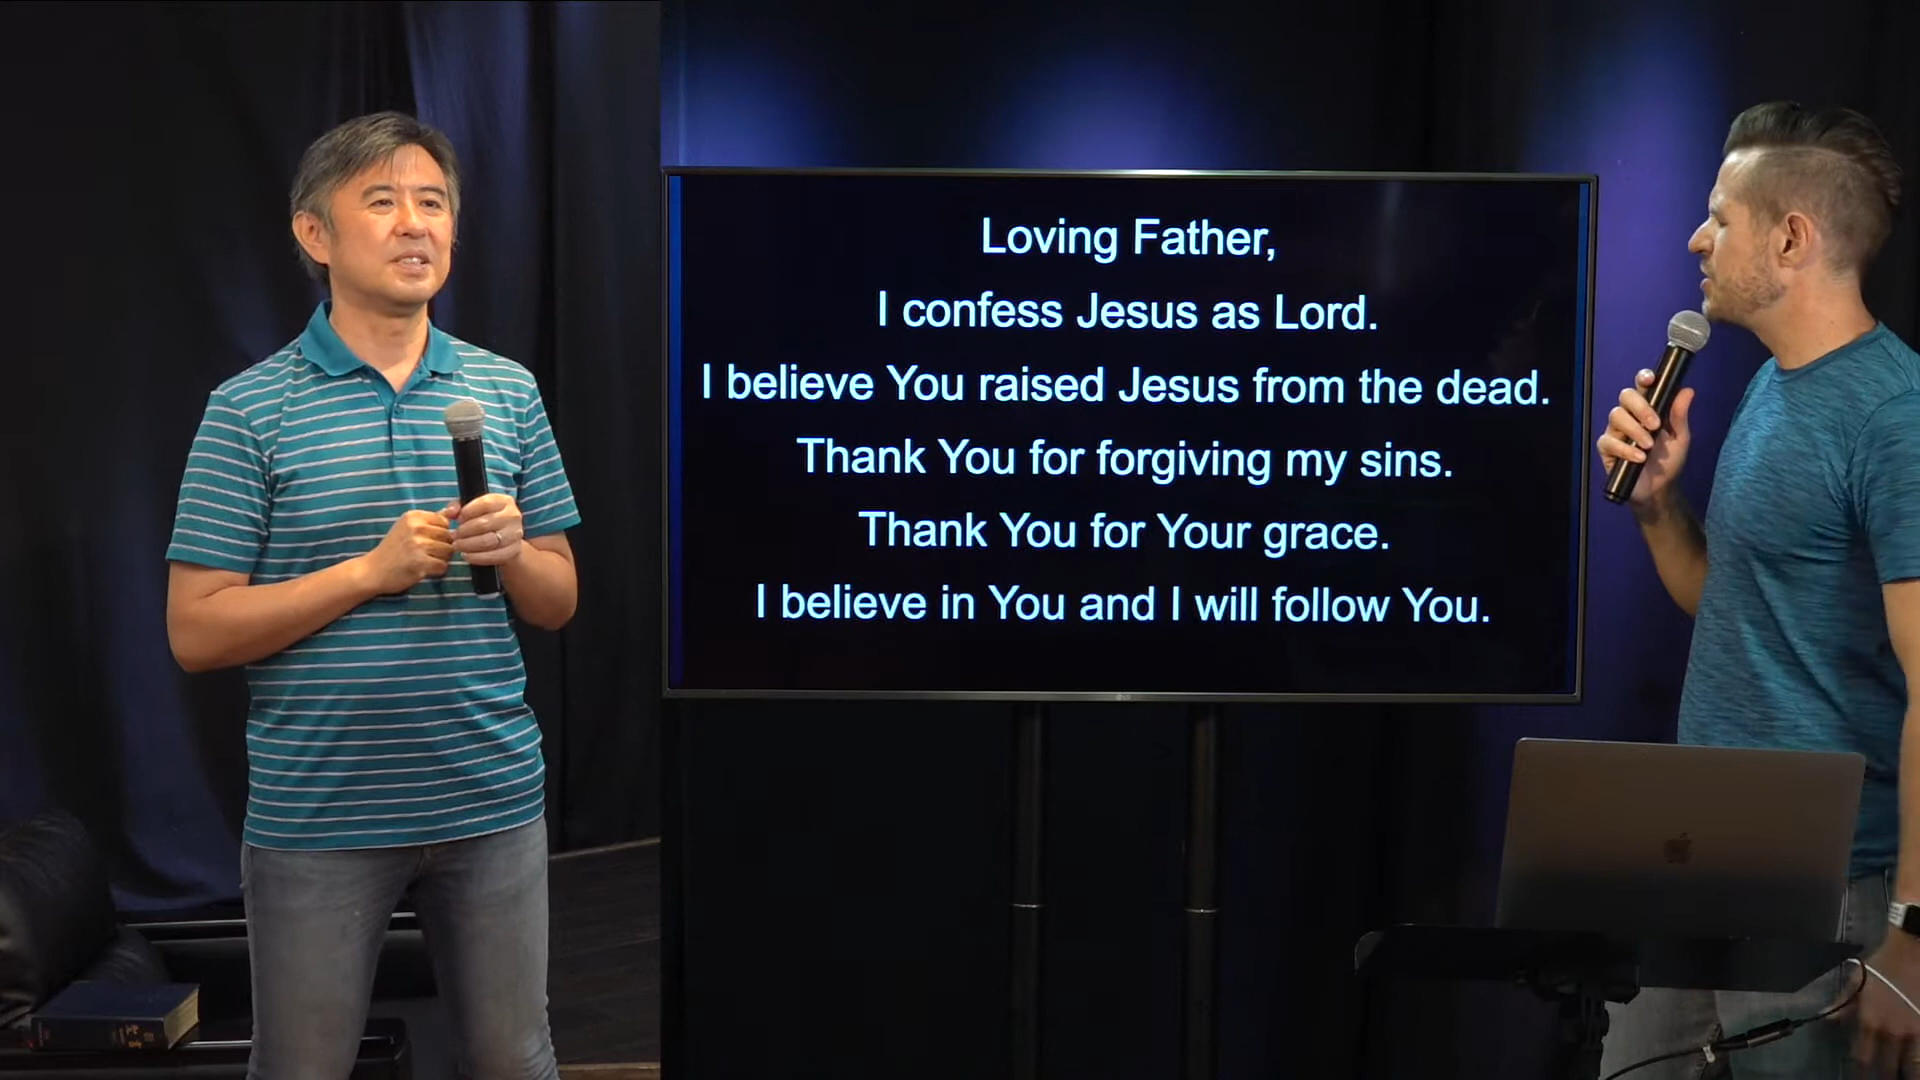 Loving Father,
I confess Jesus as Lord.
I believe You raised Jesus from the dead.
Thank You for forgiving my sins.
Thank You for Your grace.
I believe in You and I will follow You.
LG